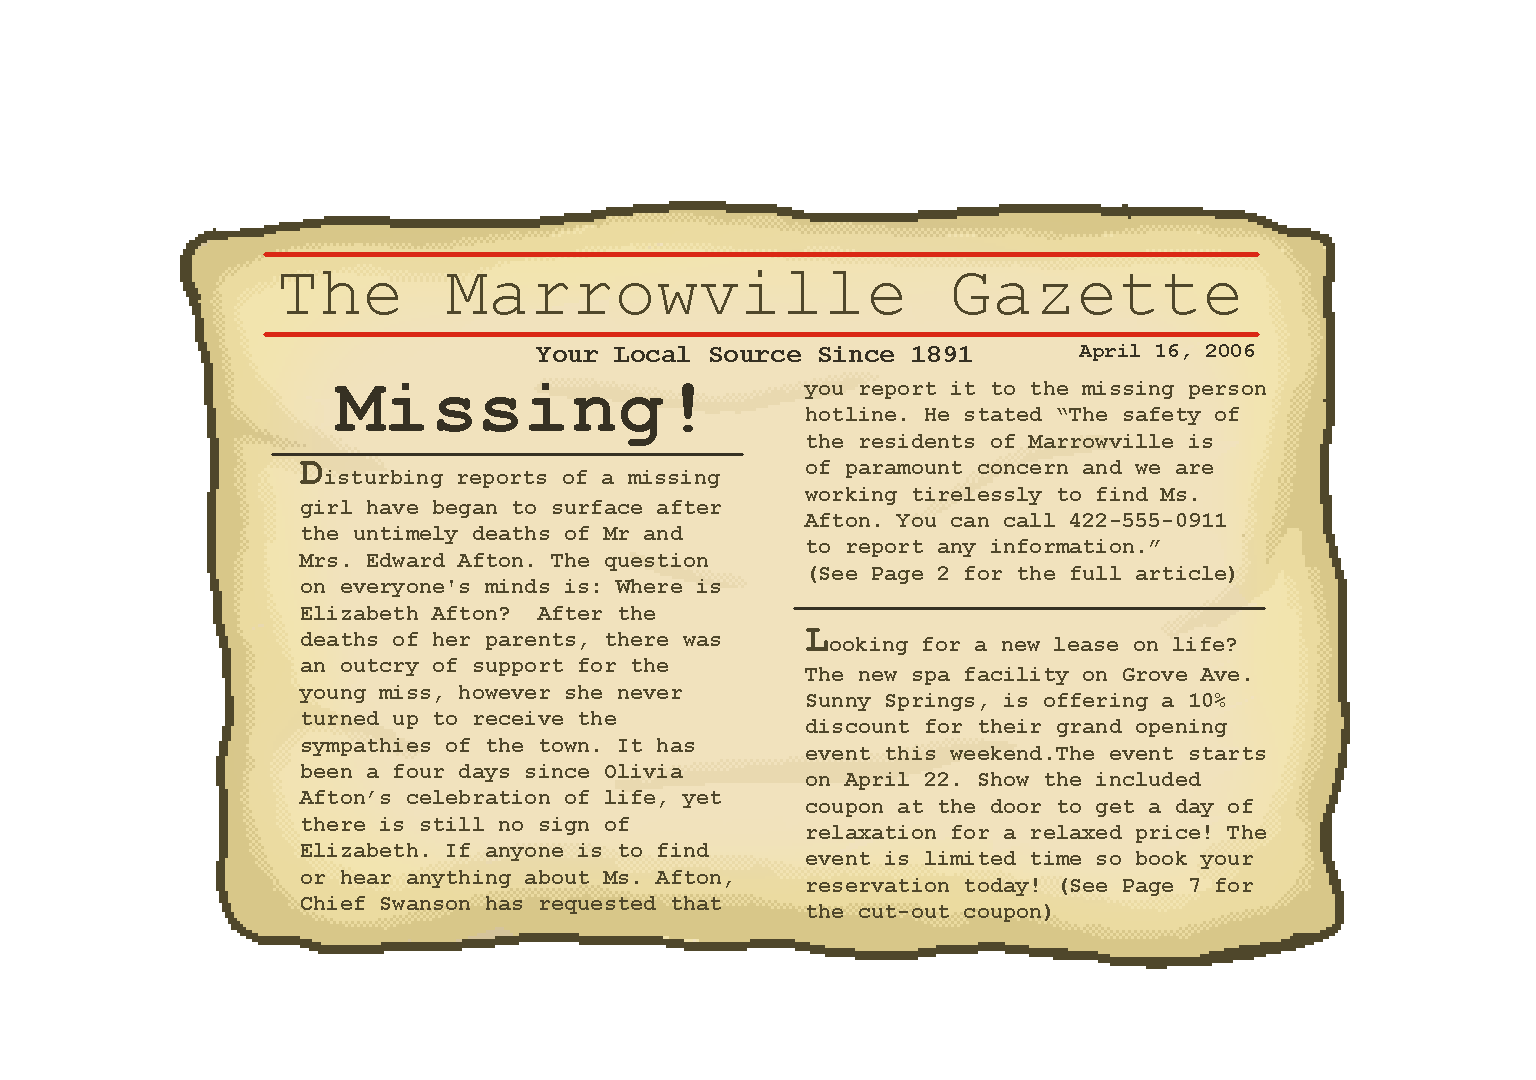 The Marrowville Gazette
Your Local Source Since 1891
April 16, 2006
Missing!
Disturbing reports of a missing
girl have began to surface after
the untimely deaths of Mr and
Mrs. Edward Afton. The question
on everyone's minds is: Where is
Elizabeth Afton?  After the
deaths of her parents, there was
an outcry of support for the
young miss, however she never
turned up to receive the
sympathies of the town. It has
been a four days since Olivia
Afton’s celebration of life, yet
there is still no sign of
Elizabeth. If anyone is to find
or hear anything about Ms. Afton,
Chief Swanson has requested that
you report it to the missing person
hotline. He stated “The safety of
the residents of Marrowville is
of paramount concern and we are
working tirelessly to find Ms.
Afton. You can call 422-555-0911
to report any information.”
(See Page 2 for the full article)
Looking for a new lease on life?
The new spa facility on Grove Ave.
Sunny Springs, is offering a 10%
discount for their grand opening
event this weekend.The event starts
on April 22. Show the included
coupon at the door to get a day of
relaxation for a relaxed price! The
event is limited time so book your
reservation today! (See Page 7 for
the cut-out coupon)